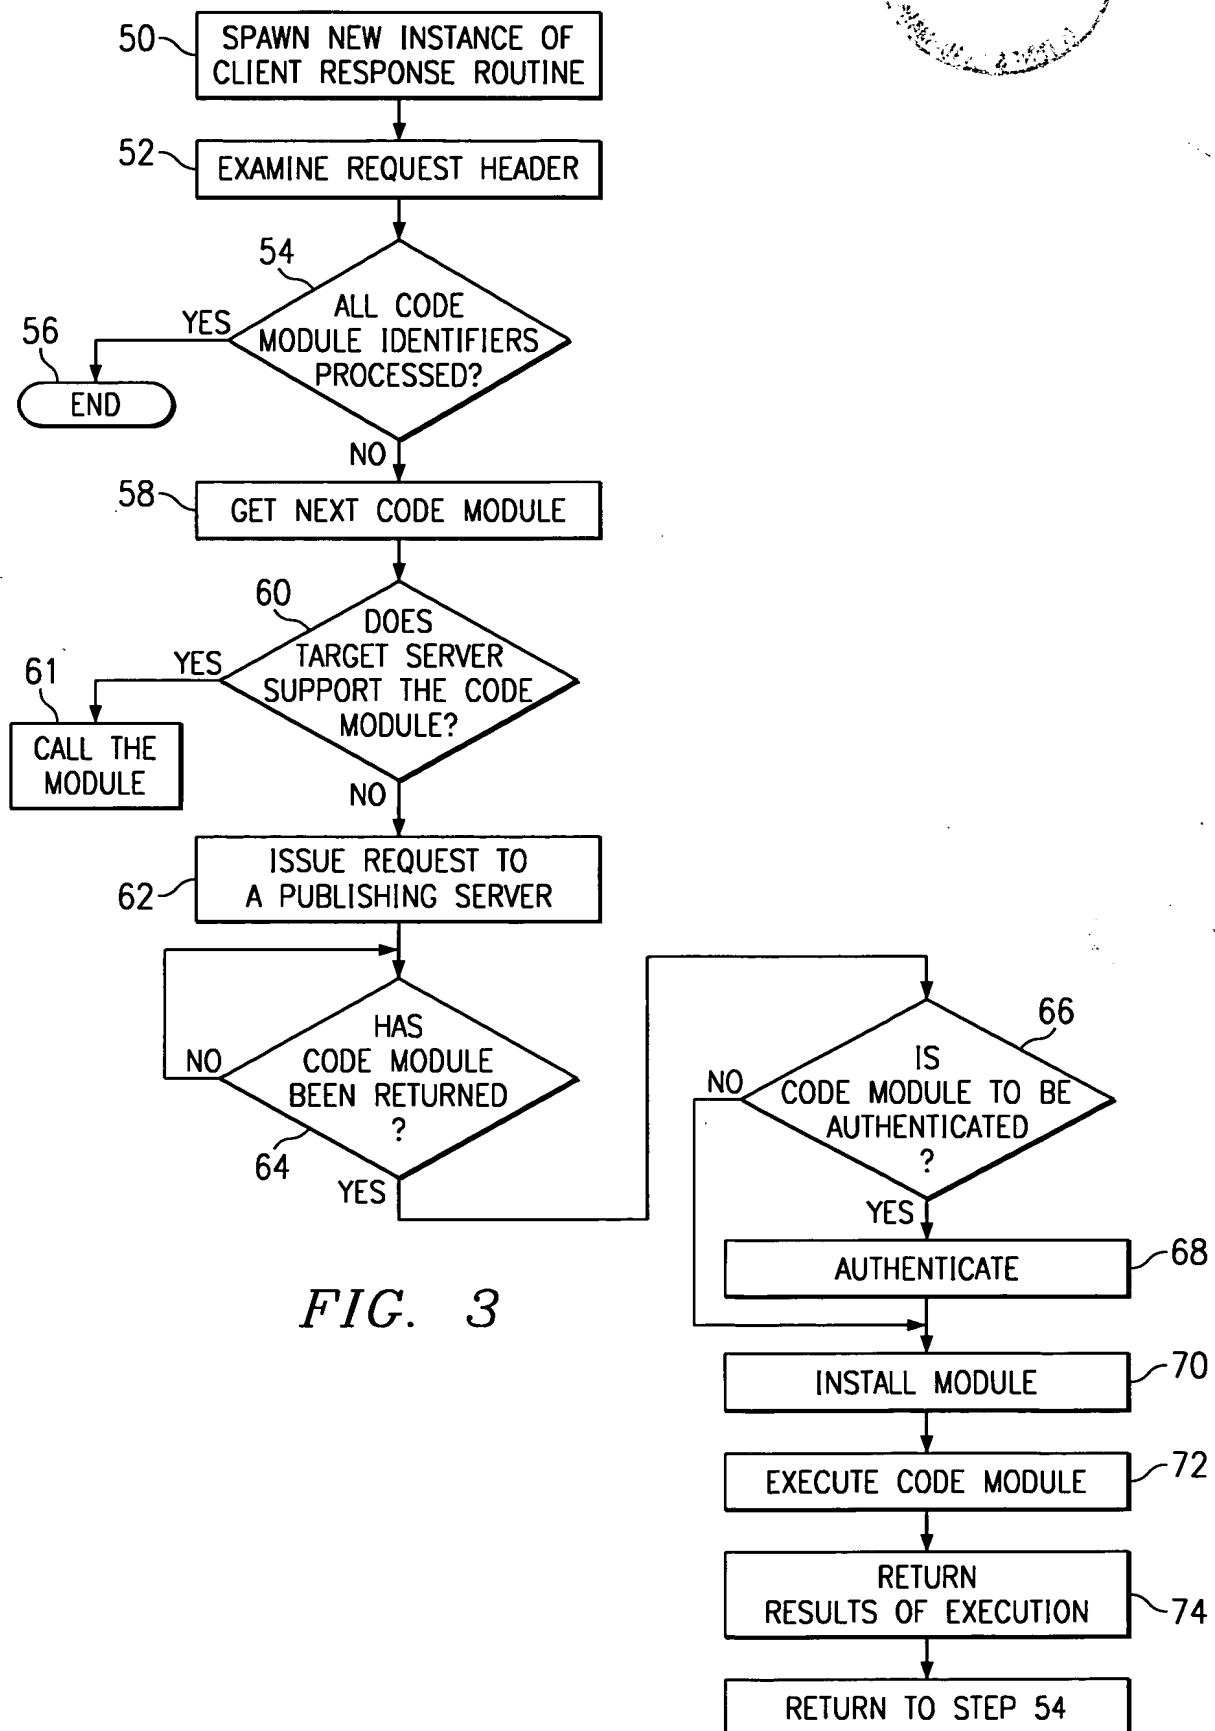 50
SPAWN NEW INSTANCE OF
CLIENT RESPONSE ROUTINE
52
EXAMINE REQUEST HEADER
54
ALL CODE
MODULE IDENTIFIERS
PROCESSED?
YES
56
END
NO
58
GET NEXT CODE MODULE
60
DOES
TARGET SERVER
SUPPORT THE CODE
MODULE?
YES
61
CALL THE
MODULE
NO
62
ISSUE REQUEST TO
A PUBLISHING SERVER
HAS
CODE MODULE
BEEN RETURNED
?
NO
64
YES
66
IS
CODE MODULE TO BE
AUTHENTICATED
?
NO
YES
AUTHENTICATE
68
INSTALL MODULE
70
EXECUTE CODE MODULE
72
RETURN
RESULTS OF EXECUTION
74
RETURN TO STEP 54
FIG. 3